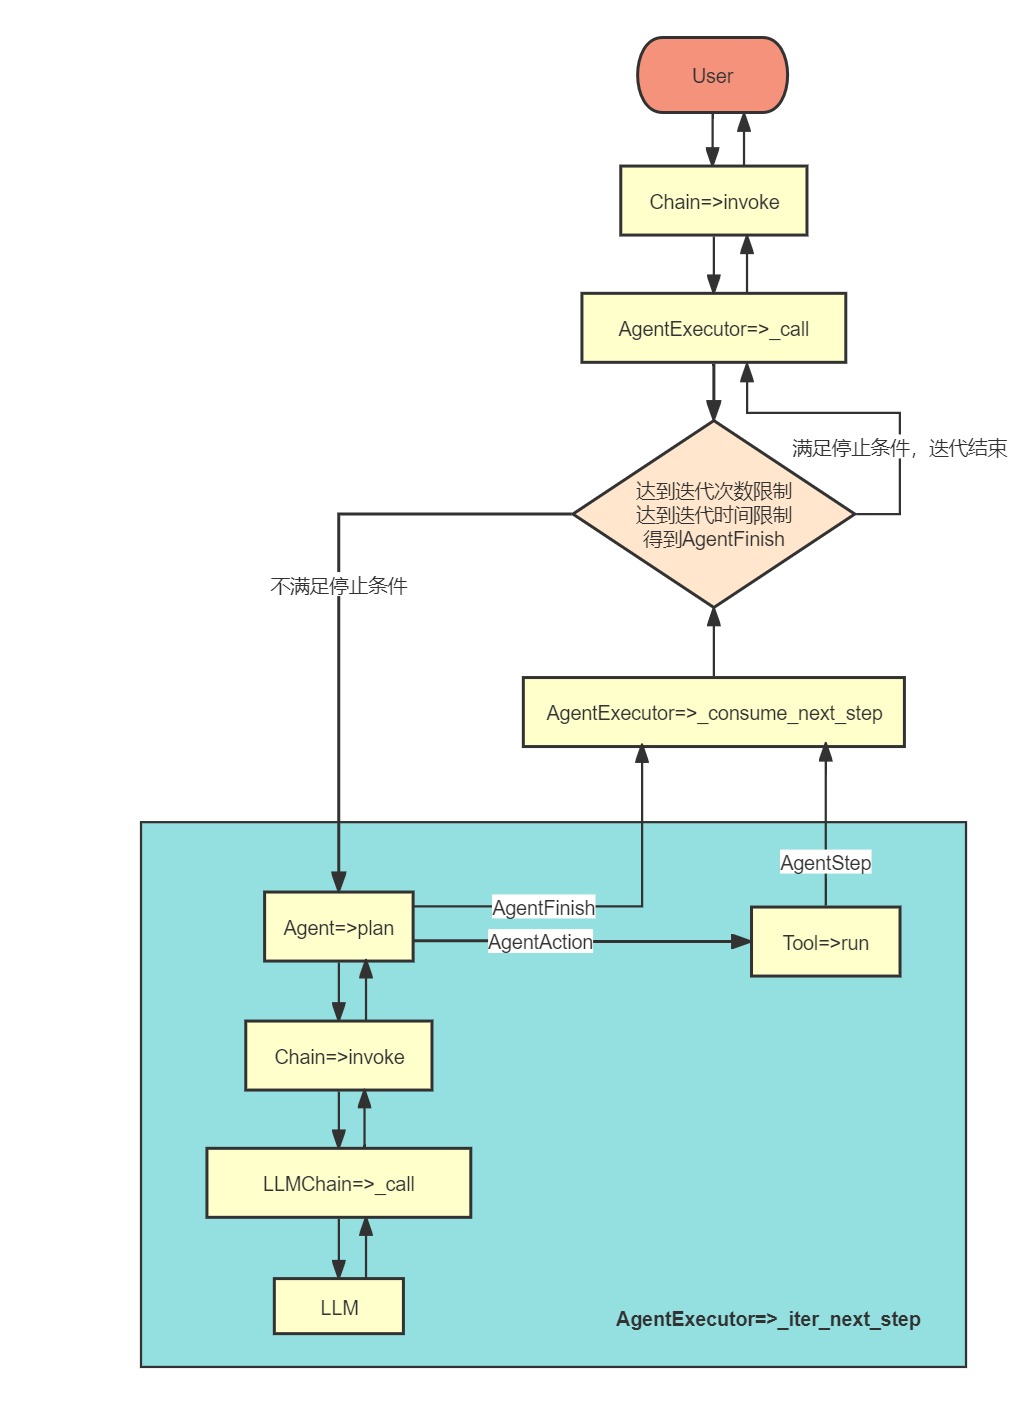 User
Chain=>invoke
AgentExecutor=>_call
满足停止条件，迭代结束
达到迭代次数限制
达到迭代时间限制
得到AgentFinish
不满足停止条件
AgentExecutor=>_consume_next_step
AgentStep
AgentFinish
Agent=>plan
AgentAction
Tool=>run
Chain=>invoke
LLMChain=>_call
LLM
AgentExecutor=>_iter_next_step